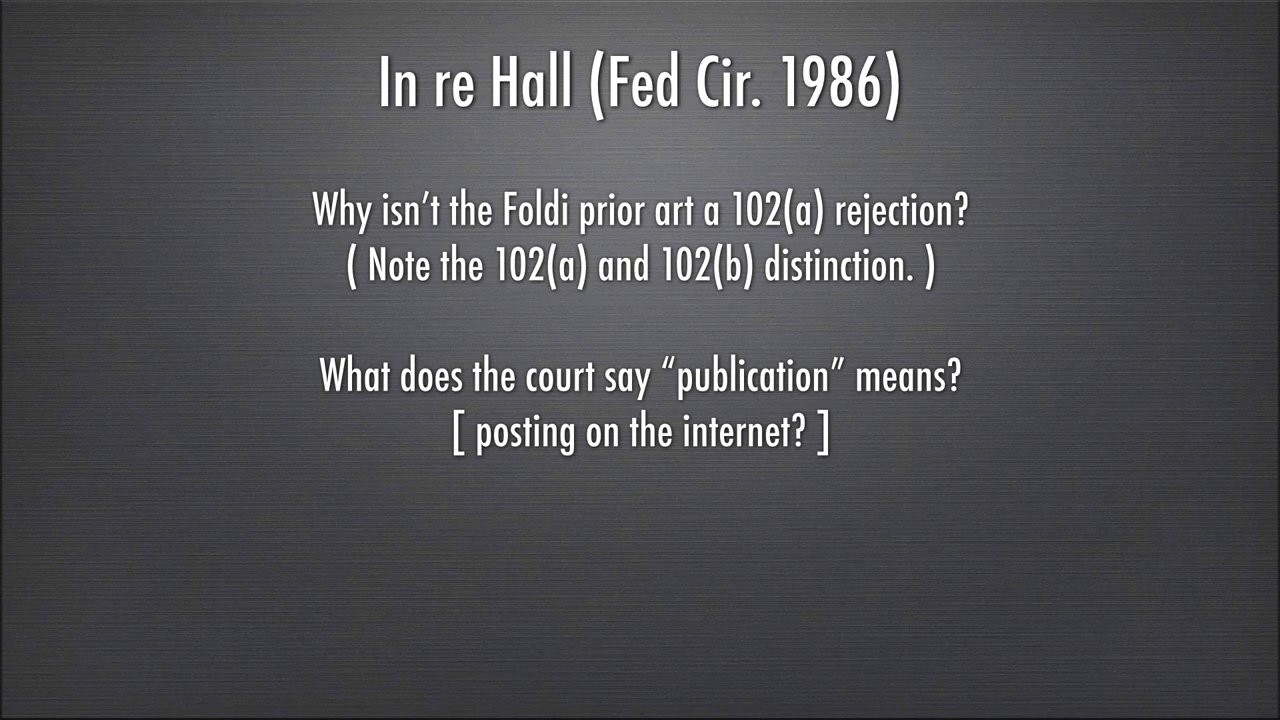 In re Hall (Fed Cir. 1986)
Why isn’t the Foldi prior art a 102(a) rejection?
( Note the 102(a) and 102(b) distinction. )
What does the court say “publication” means?
[ posting on the internet? ]